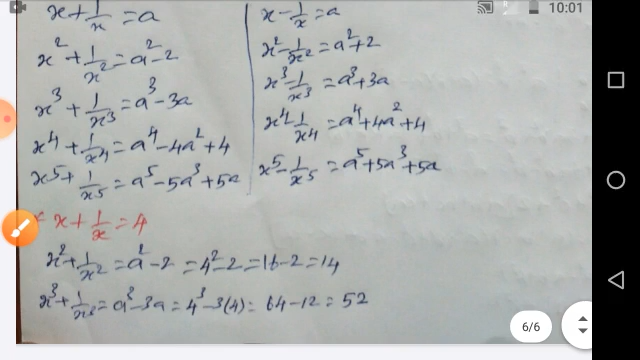 10:01
x + 1/x = a
x² + 1/x² = a² - 2
x³ + 1/x³ = a³ - 3a
x⁴ + 1/x⁴ = a⁴ - 4a² + 4
x⁵ + 1/x⁵ = a⁵ - 5a³ + 5a
x - 1/x = a
x² - 1/x² = a² + 2
x³ - 1/x³ = a³ + 3a
x⁴ - 1/x⁴ = a⁴ + 4a² + 4
x⁵ - 1/x⁵ = a⁵ + 5a³ + 5a
x + 1/x = 4
x² + 1/x² = a² - 2 = 4² - 2 = 16 - 2 = 14
x³ + 1/x³ = a³ - 3a = 4³ - 3(4) = 64 - 12 = 52
6/6